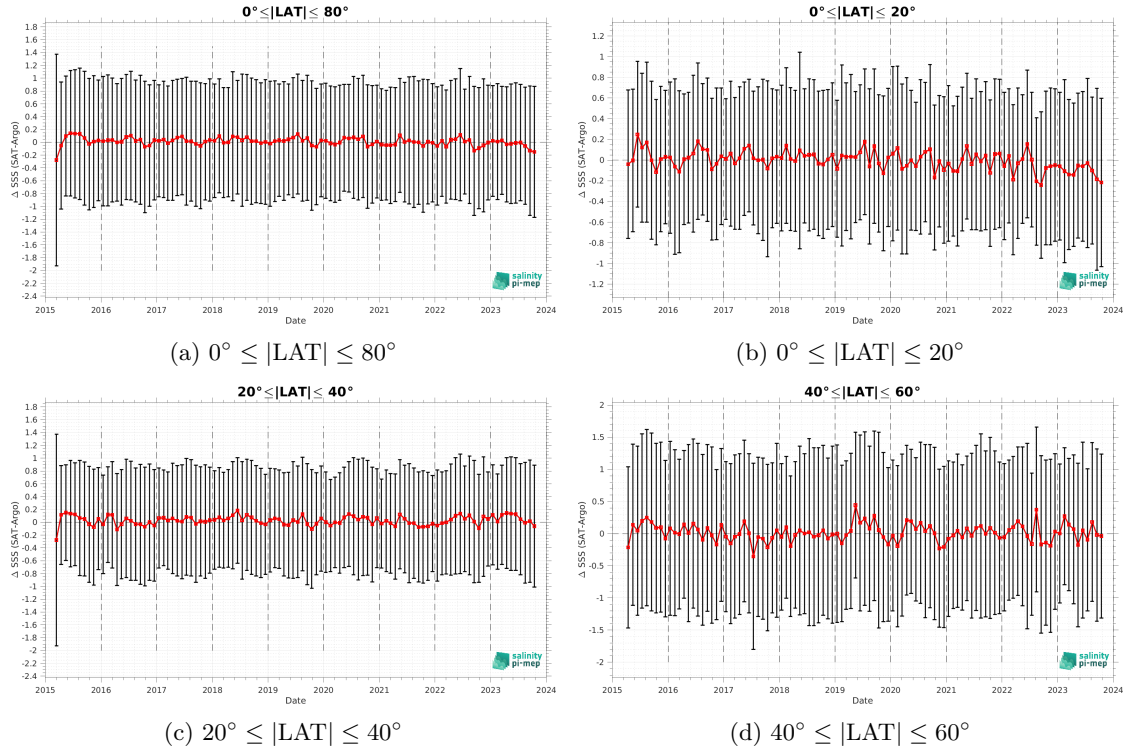 0°≤|LAT|≤ 80°
1.8
1.6
1.4
1.2
1
0.8
0.6
0.4
0.2
0
-0.2
-0.4
-0.6
-0.8
-1
-1.2
-1.4
-1.6
-1.8
-2
-2.2
-2.4
Δ SSS (SAT-Argo)
salinity
pi-mep
2015 2016 2017 2018 2019 2020 2021 2022 2023 2024
Date
(a) 0° ≤ |LAT| ≤ 80°
0°≤|LAT|≤ 20°
1.2
1
0.8
0.6
0.4
0.2
0
-0.2
-0.4
-0.6
-0.8
-1
-1.2
Δ SSS (SAT-Argo)
salinity
pi-mep
2015 2016 2017 2018 2019 2020 2021 2022 2023 2024
Date
(b) 0° ≤ |LAT| ≤ 20°
20°≤|LAT|≤ 40°
1.8
1.6
1.4
1.2
1
0.8
0.6
0.4
0.2
0
-0.2
-0.4
-0.6
-0.8
-1
-1.2
-1.4
-1.6
-1.8
-2
-2.2
-2.4
Δ SSS (SAT-Argo)
salinity
pi-mep
2015 2016 2017 2018 2019 2020 2021 2022 2023 2024
Date
(c) 20° ≤ |LAT| ≤ 40°
40°≤|LAT|≤ 60°
2
1.5
1
0.5
0
-0.5
-1
-1.5
-2
Δ SSS (SAT-Argo)
salinity
pi-mep
2015 2016 2017 2018 2019 2020 2021 2022 2023 2024
Date
(d) 40° ≤ |LAT| ≤ 60°